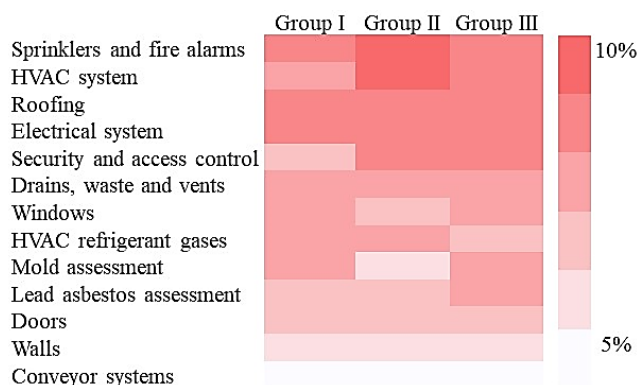 Group I Group II Group III
Sprinklers and fire alarms
10%
HVAC system
Roofing
Electrical system
Security and access control
Drains, waste and vents
Windows
HVAC refrigerant gases
Mold assessment
Lead asbestos assessment
Doors
Walls
5%
Conveyor systems